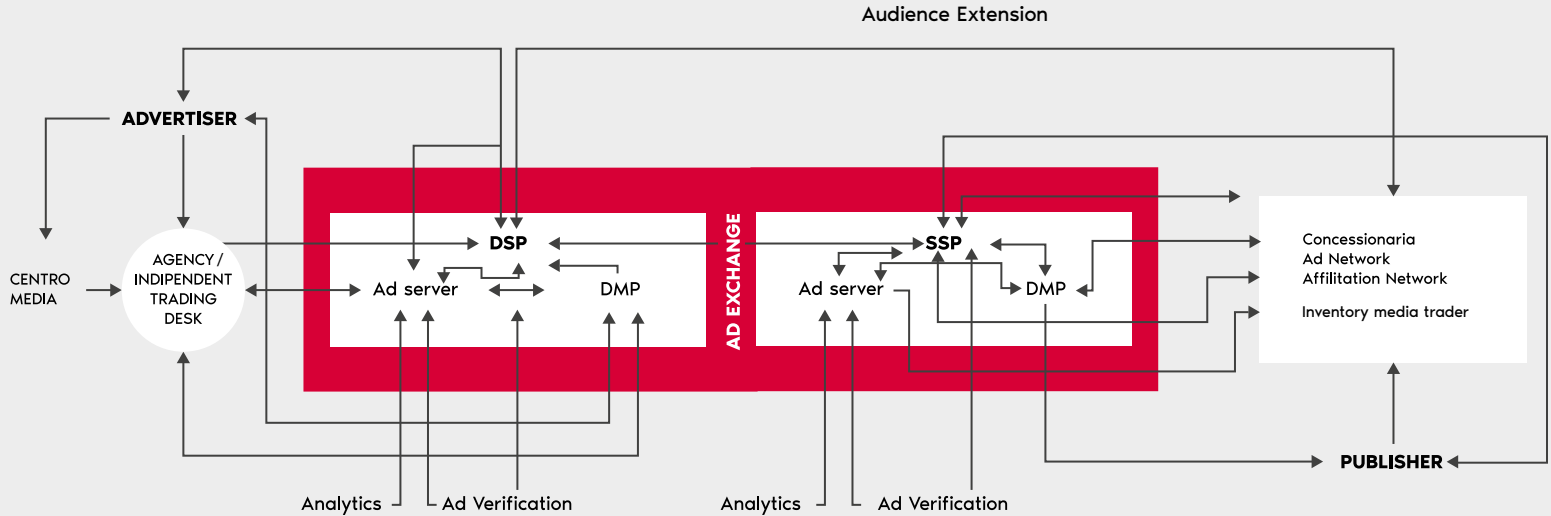 Audience Extension
ADVERTISER
CENTRO
MEDIA
AGENCY /
INDIPENDENT
TRADING
DESK
DSP
Ad server
DMP
AD EXCHANGE
SSP
Ad server
DMP
Concessionaria
Ad Network
Affilitation Network
Inventory media trader
PUBLISHER
Analytics
Ad Verification
Analytics
Ad Verification